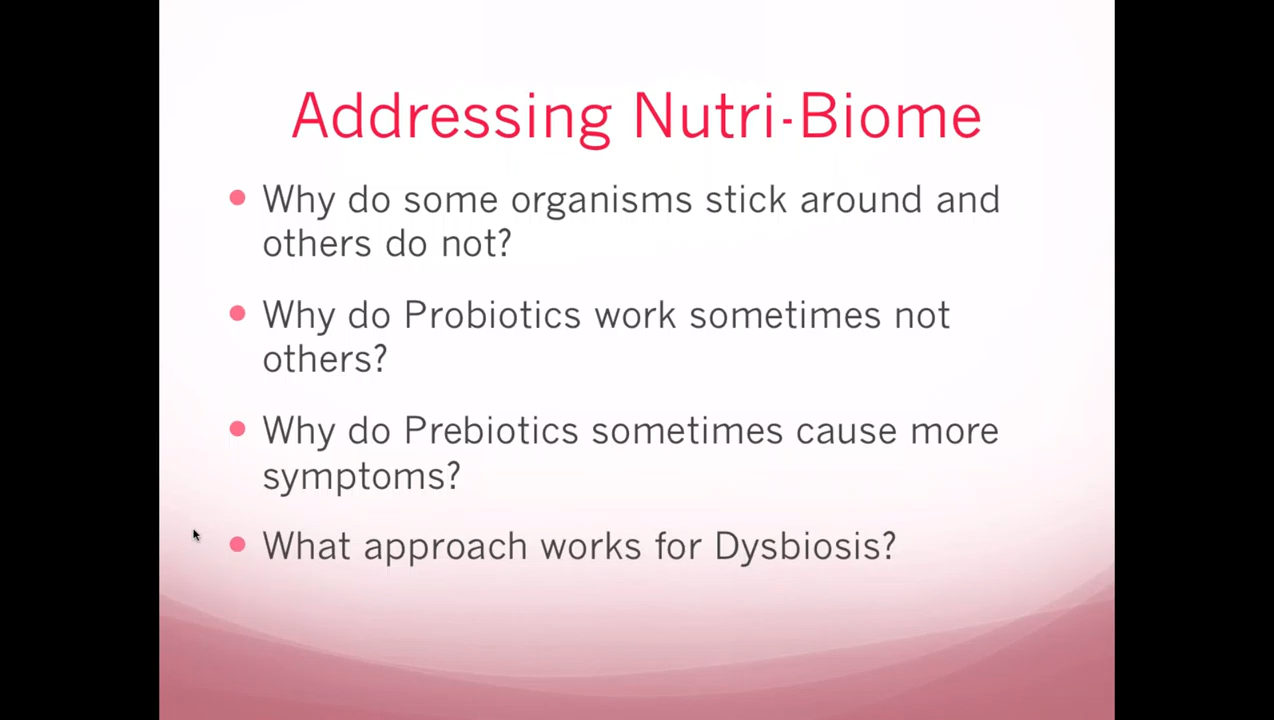 Addressing Nutri-Biome
Why do some organisms stick around and
others do not?
Why do Probiotics work sometimes not
others?
Why do Prebiotics sometimes cause more
symptoms?
What approach works for Dysbiosis?